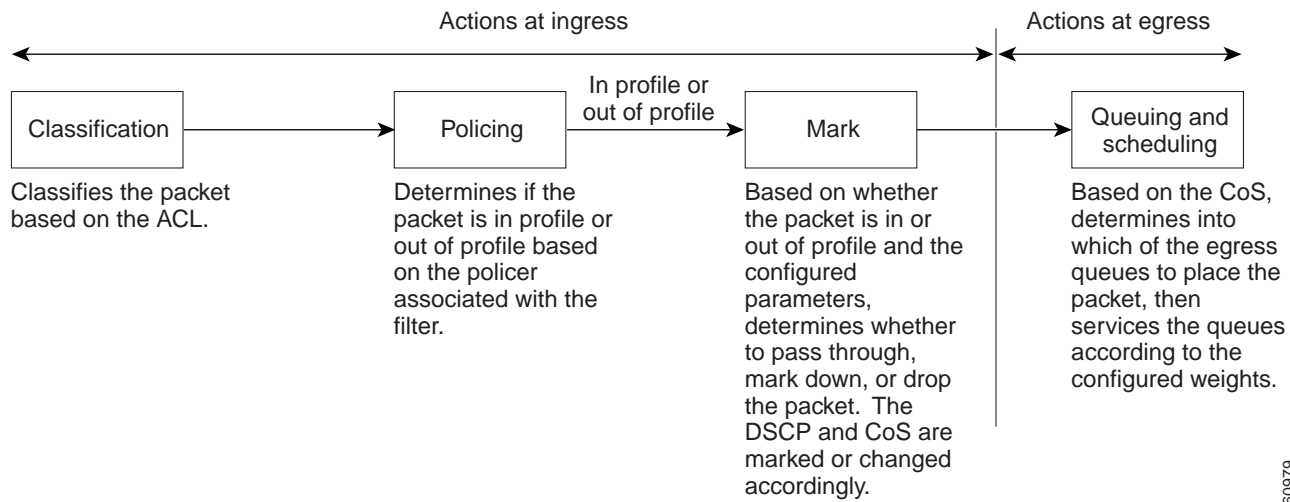 Actions at ingress
Actions at egress
In profile or
out of profile
Classification
Policing
Mark
Queuing and
scheduling
Classifies the packet
based on the ACL.
Determines if the
packet is in profile or
out of profile based
on the policer
associated with the
filter.
Based on whether
the packet is in or
out of profile and the
configured
parameters,
determines whether
to pass through,
mark down, or drop
the packet.  The
DSCP and CoS are
marked or changed
accordingly.
Based on the CoS,
determines into
which of the egress
queues to place the
packet, then
services the queues
according to the
configured weights.
60979